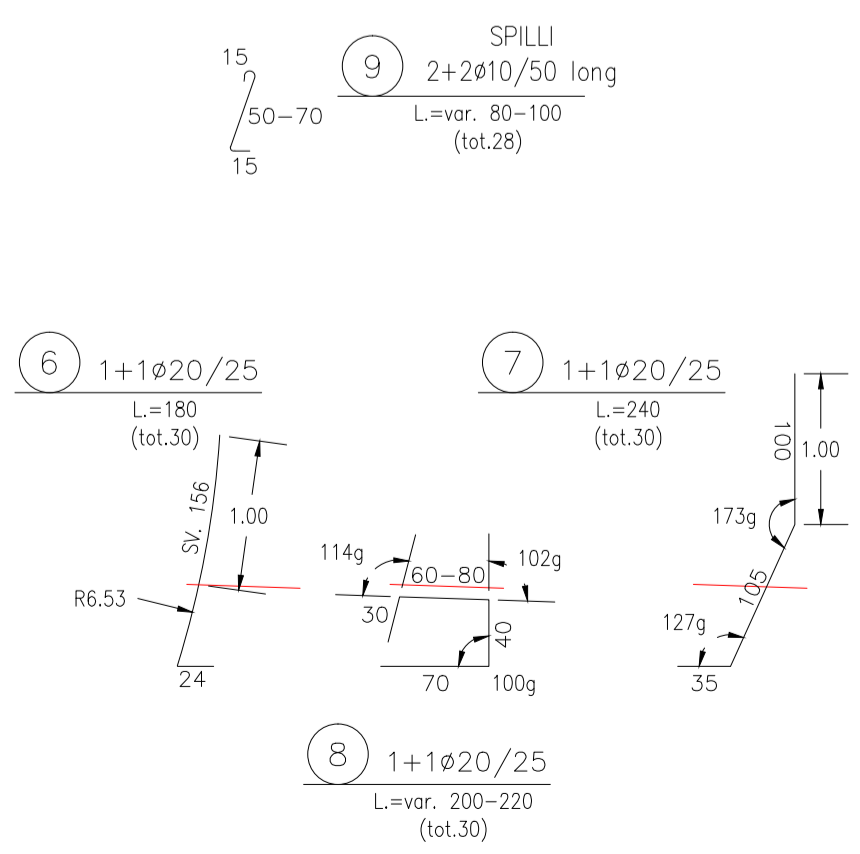 SPILLI
15
9 2+2ø10/50 long
50-70
L.=var. 80-100
(tot.28)
15
6 1+1ø20/25
L.=180
(tot.30)
7 1+1ø20/25
L.=240
(tot.30)
SV. 156
1.00
R6.53
24
114g
60-80
102g
30
40
70
100g
100
1.00
173g
105
127g
35
8 1+1ø20/25
L.=var. 200-220
(tot.30)